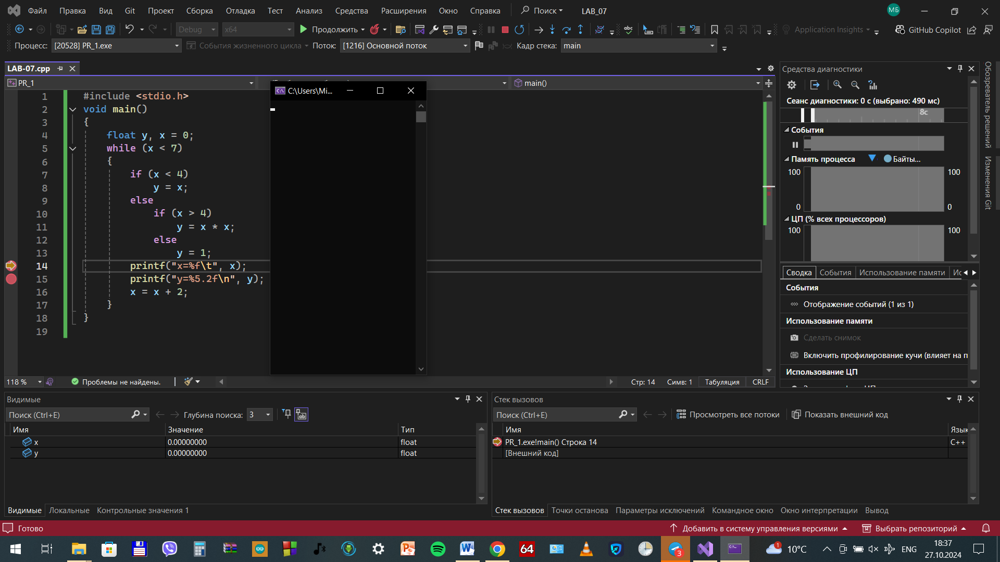 Файл Правка Вид Git Проект Сборка Отладка Тест Анализ Средства Расширения Окно Справка Поиск LAB_07 МБ
Debug x64 Продолжить Application Insights GitHub Copilot
Процесс: [20528] PR_1.exe События жизненного цикла Поток: [1216] Основной поток Кадр стека: main
LAB-07.cpp
PR_1 main()
C:\Users\Mi...
1 #include <stdio.h>
2 void main()
3 {
4 float y, x = 0;
5 while (x < 7)
6 {
7 if (x < 4)
8 y = x;
9 else
10 if (x > 4)
11 y = x * x;
12 else
13 y = 1;
14 printf("x=%f\t", x);
15 printf("y=%5.2f\n", y);
16 x = x + 2;
17 }
18 }
19
118 % Проблемы не найдены. Стр: 14 Симв: 1 Табуляция CRLF
Средства диагностики
Сеанс диагностики: 0 с (выбрано: 490 мс)
8с
События
Память процесса Байты...
100 100
0 0
ЦП (% всех процессоров)
100 100
Сводка События Использование памяти Ис
События
Отображение событий (1 из 1)
Использование памяти
Сделать снимок
Включить профилирование кучи (влияет на п
Использование ЦП
Обозреватель решений
Изменения Git
Видимые
Поиск (Ctrl+E) Глубина поиска: 3
Имя Значение Тип
x 0.00000000 float
y 0.00000000 float
Видимые Локальные Контрольные значения 1
Стек вызовов
Поиск (Ctrl+E) Просмотреть все потоки Показать внешний код
Имя Язык
PR_1.exe!main() Строка 14 C++
[Внешний код]
Стек вызовов Точки останова Параметры исключений Командное окно Окно интерпретации Вывод
Готово Добавить в систему управления версиями Выбрать репозиторий
64 3 1 10°C ENG 18:37
27.10.2024